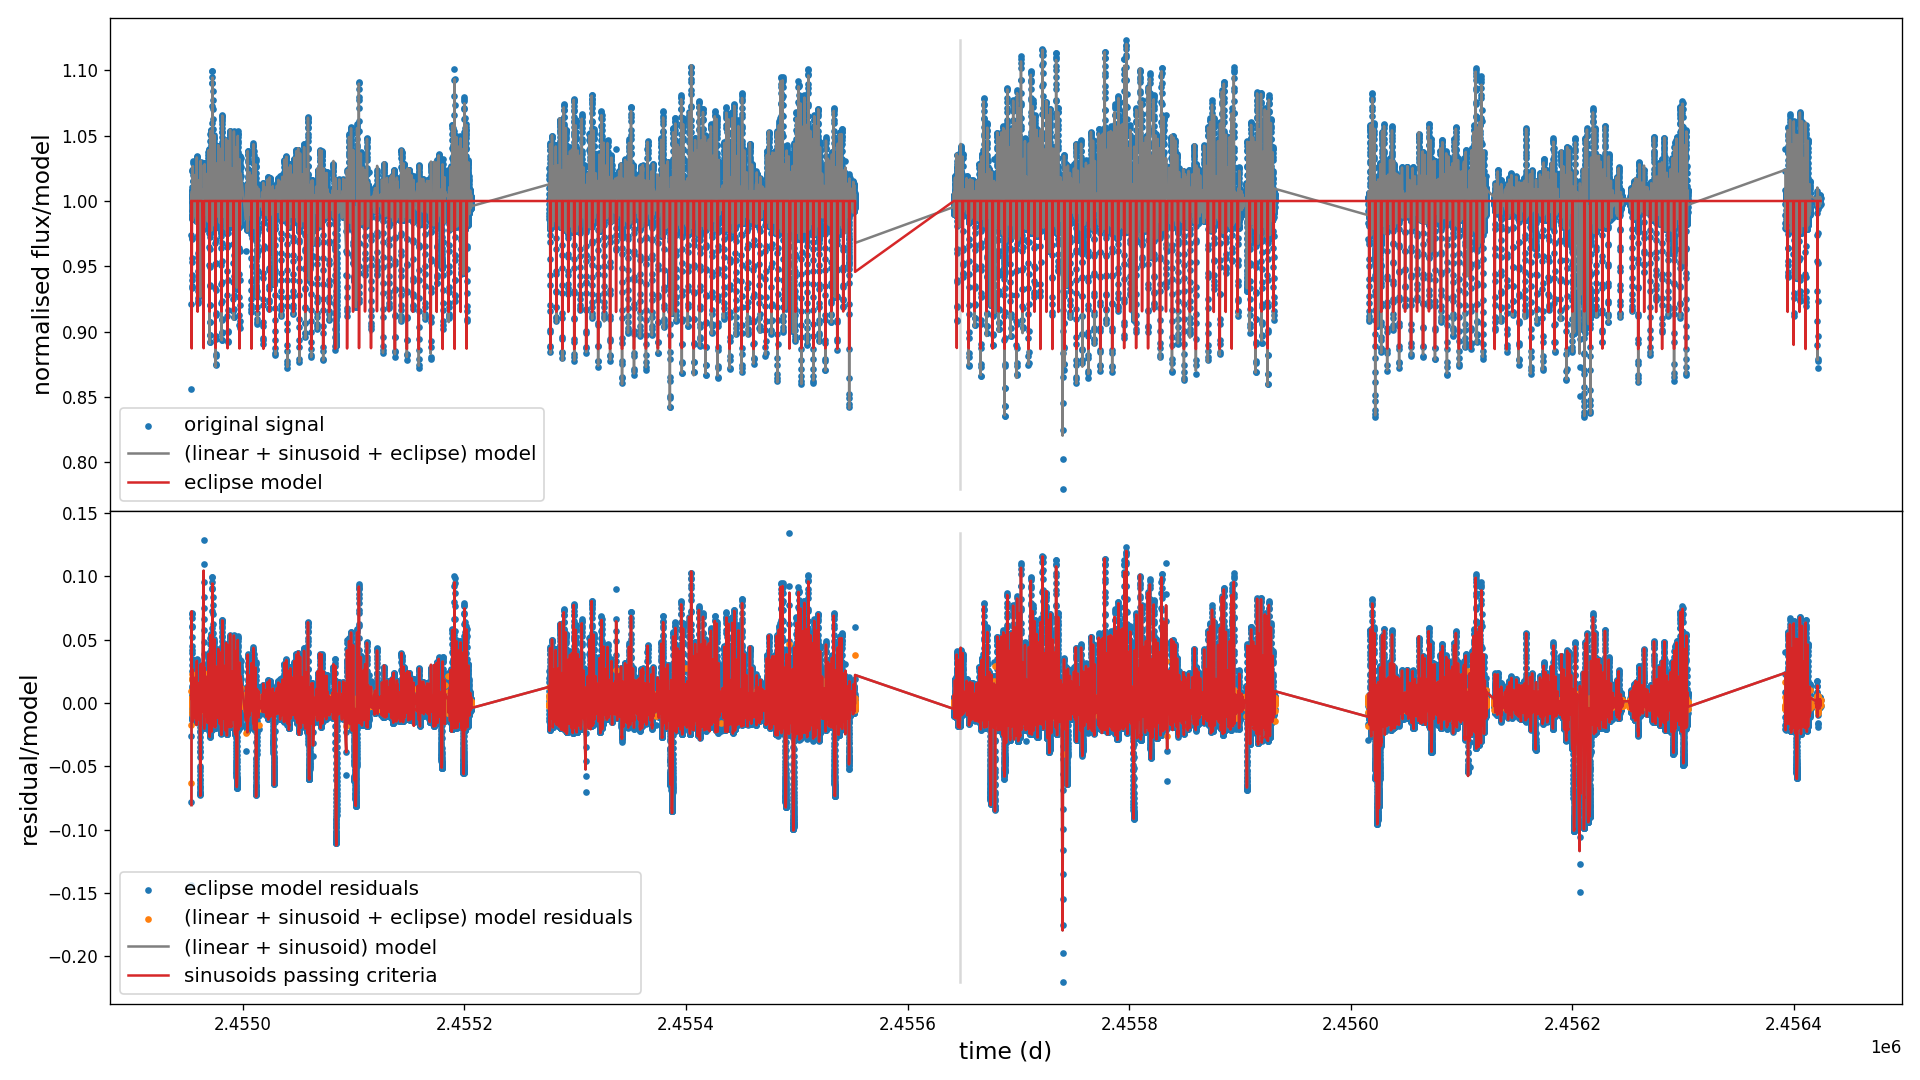 1.10
1.05
1.00
0.95
0.90
0.85
0.80
normalised flux/model
original signal
(linear + sinusoid + eclipse) model
eclipse model
0.15
0.10
0.05
0.00
−0.05
−0.10
−0.15
−0.20
residual/model
eclipse model residuals
(linear + sinusoid + eclipse) model residuals
(linear + sinusoid) model
sinusoids passing criteria
2.4550 2.4552 2.4554 2.4556 2.4558 2.4560 2.4562 2.4564
time (d)
1e6